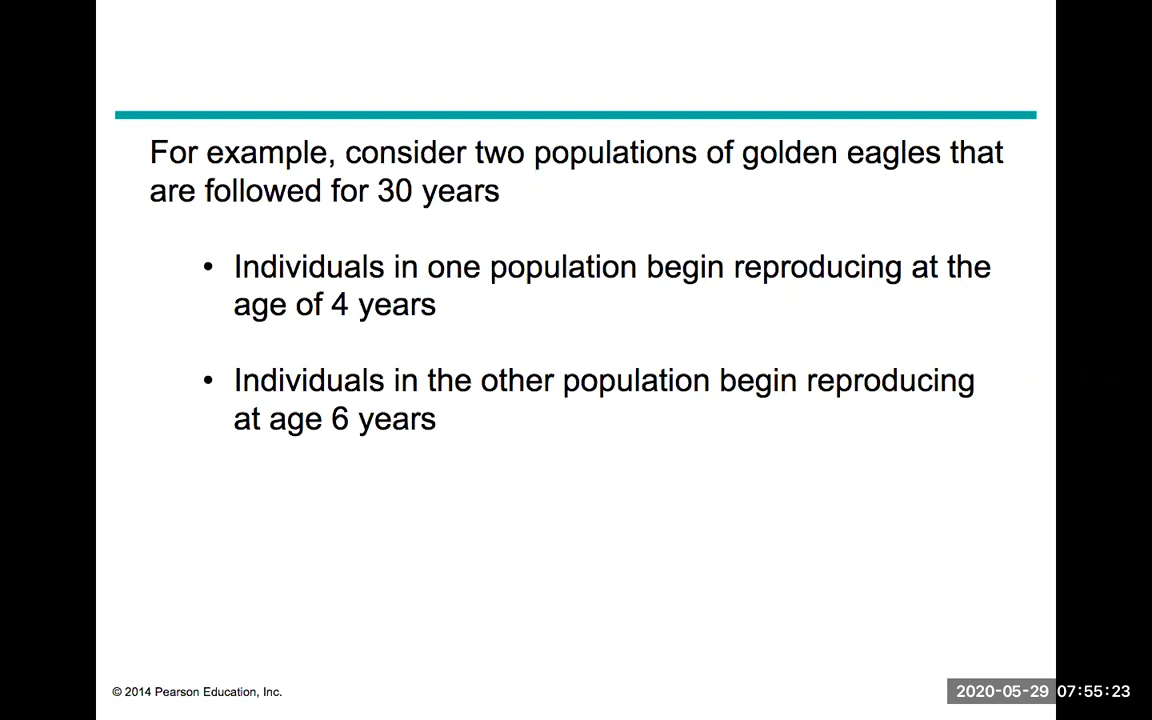 For example, consider two populations of golden eagles that
are followed for 30 years
• Individuals in one population begin reproducing at the
age of 4 years
• Individuals in the other population begin reproducing
at age 6 years
© 2014 Pearson Education, Inc.
2020-05-29 07:55:23